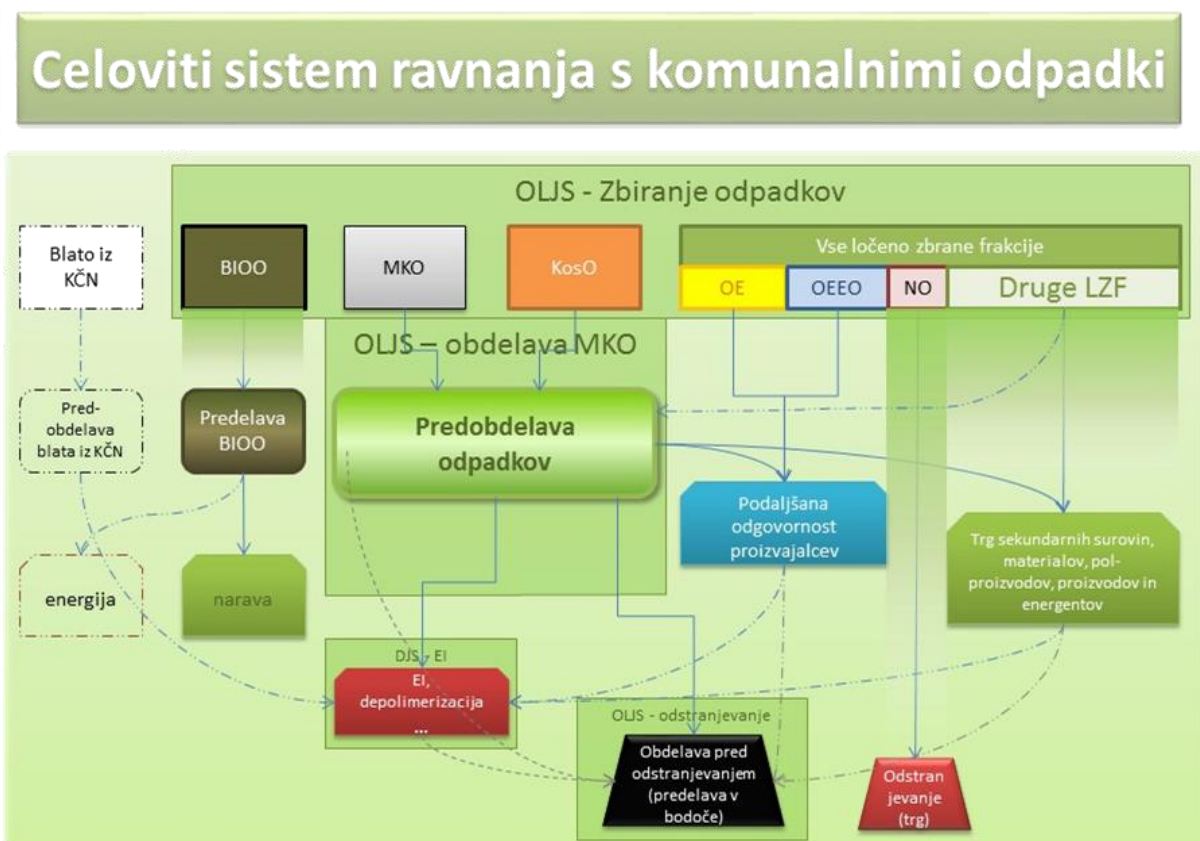 Celoviti sistem ravnanja s komunalnimi odpadki
OLJS - Zbiranje odpadkov
Blato iz
KČN
BIOO
MKO
KosO
Vse ločeno zbrane frakcije
OE
OEEO
NO
Druge LZF
OLJS – obdelava MKO
Pred-
obdelava
blata iz KČN
Predelava
BIOO
Predobdelava
odpadkov
Podaljšana
odgovornost
proizvajalcev
Trg sekundarnih surovin,
materialov, pol-
proizvodov, proizvodov in
energentov
energija
narava
DJS - EI
EI,
depolimerizacija
...
OLJS - odstranjevanje
Obdelava pred
odstranjevanjem
(predelava v
bodoče)
Odstran
jevanje
(trg)